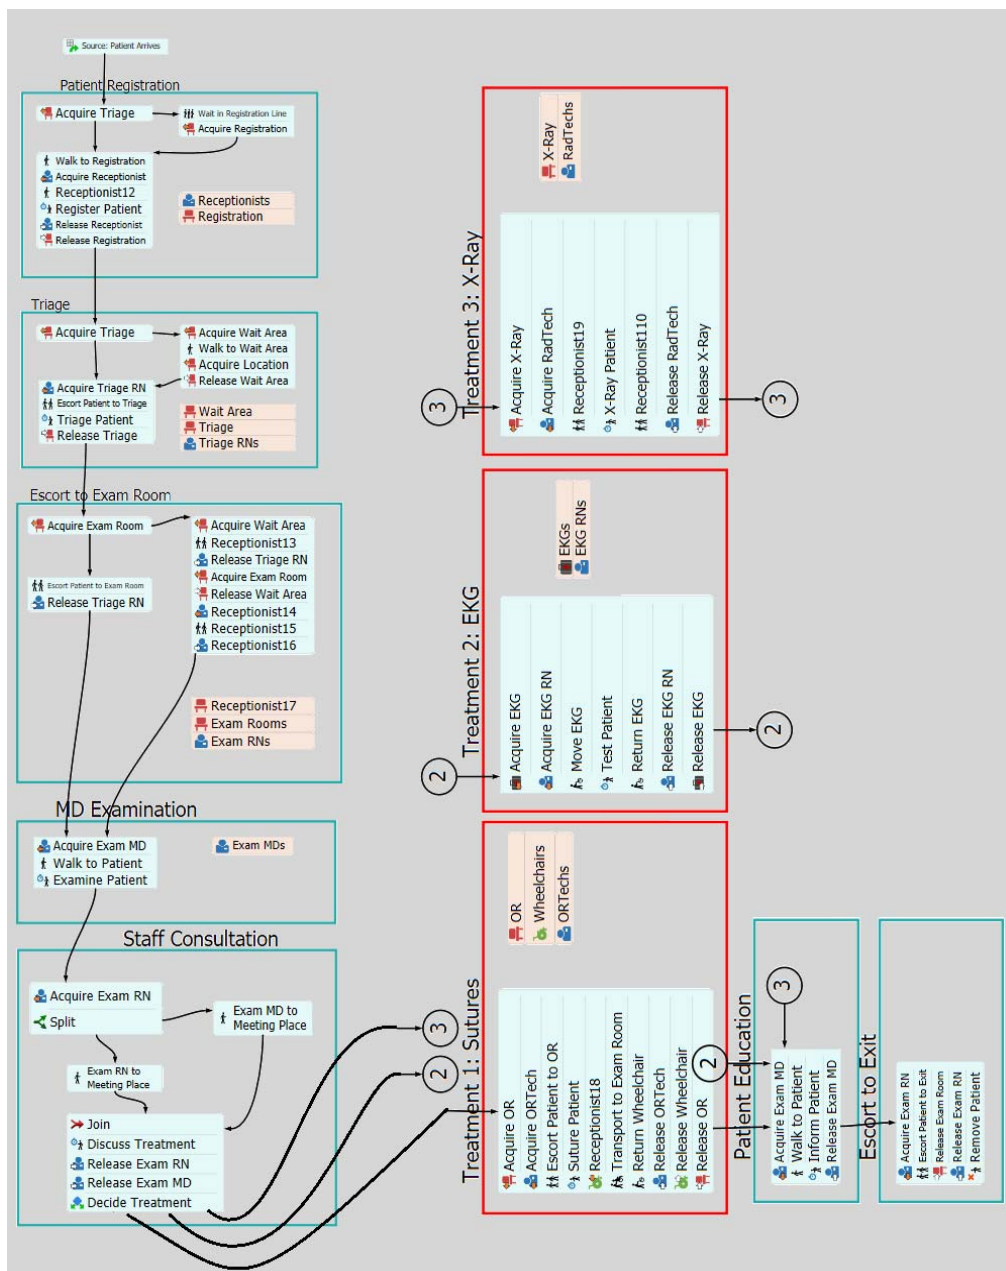 Source: Patient Arrives
Patient Registration
Acquire Triage
Wait in Registration Line
Acquire Registration
Walk to Registration
Acquire Receptionist
Receptionist12
Register Patient
Release Receptionist
Release Registration
Receptionists
Registration
Triage
Acquire Triage
Acquire Wait Area
Walk to Wait Area
Acquire Location
Release Wait Area
Acquire Triage RN
Escort Patient to Triage
Triage Patient
Release Triage
Wait Area
Triage
Triage RNs
Escort to Exam Room
Acquire Exam Room
Acquire Wait Area
Receptionist13
Release Triage RN
Acquire Exam Room
Release Wait Area
Receptionist14
Receptionist15
Receptionist16
Escort Patient to Exam Room
Release Triage RN
Receptionist17
Exam Rooms
Exam RNs
MD Examination
Acquire Exam MD
Walk to Patient
Examine Patient
Exam MDs
Staff Consultation
Acquire Exam RN
Split
Exam MD to
Meeting Place
Exam RN to
Meeting Place
Join
Discuss Treatment
Release Exam RN
Release Exam MD
Decide Treatment
3
2
Treatment 1: Sutures
Acquire OR
Acquire ORTech
Escort Patient to OR
Suture Patient
Receptionist18
Transport to Exam Room
Return Wheelchair
Release ORTech
Release Wheelchair
Release OR
OR
Wheelchairs
ORTechs
2
Treatment 2: EKG
Acquire EKG
Acquire EKG RN
Move EKG
Test Patient
Return EKG
Release EKG RN
Release EKG
EKGs
EKG RNs
2
3
Treatment 3: X-Ray
Acquire X-Ray
Acquire RadTech
Receptionist19
X-Ray Patient
Receptionist110
Release RadTech
Release X-Ray
X-Ray
RadTechs
3
Patient Education
2
3
Acquire Exam MD
Walk to Patient
Inform Patient
Release Exam MD
Escort to Exit
Acquire Exam RN
Escort Patient to Exit
Release Exam Room
Release Exam RN
Remove Patient